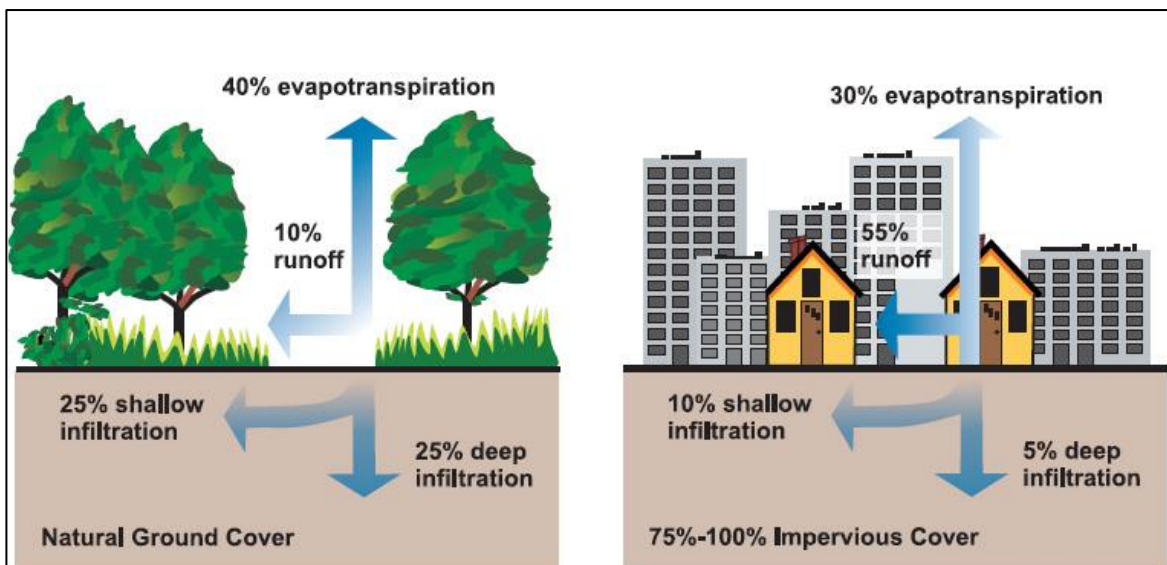 40% evapotranspiration
10%
runoff
25% shallow
infiltration
25% deep
infiltration
Natural Ground Cover
30% evapotranspiration
55%
runoff
10% shallow
infiltration
5% deep
infiltration
75%-100% Impervious Cover